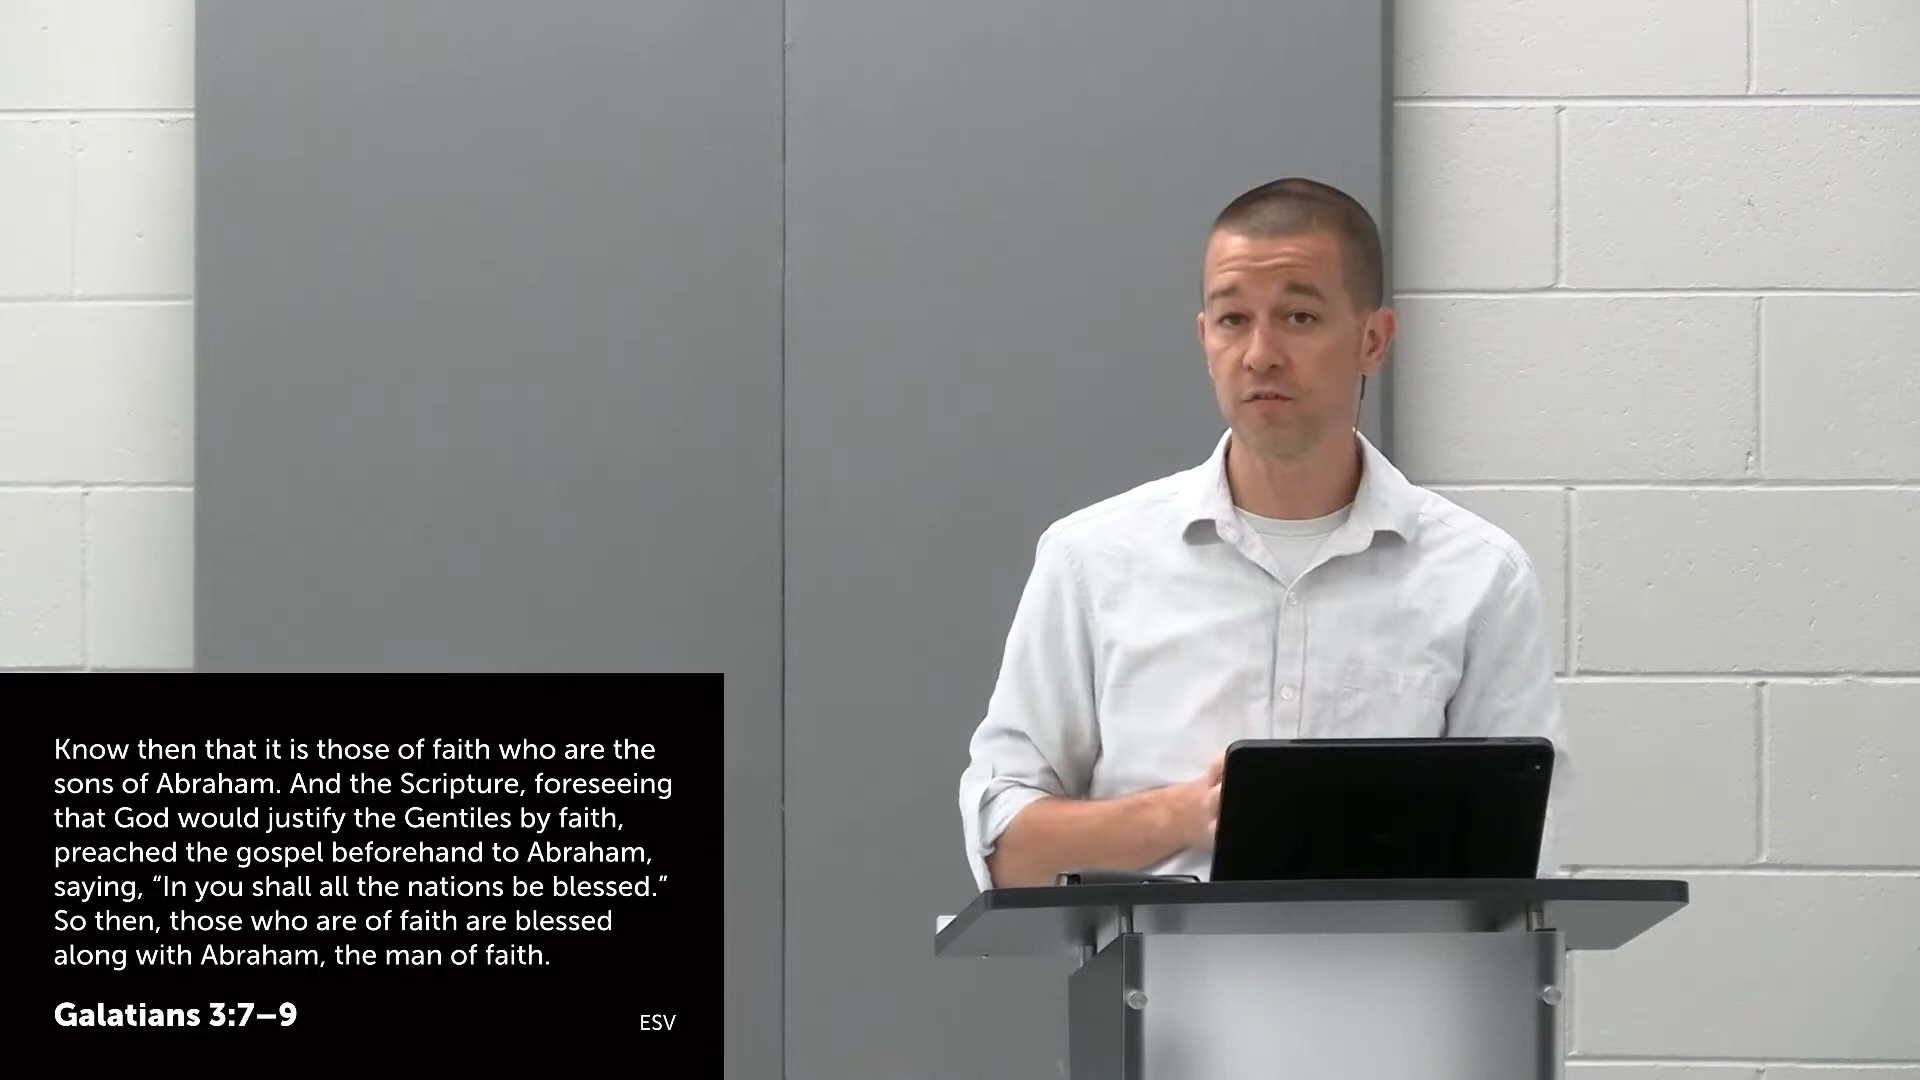 Know then that it is those of faith who are the
sons of Abraham. And the Scripture, foreseeing
that God would justify the Gentiles by faith,
preached the gospel beforehand to Abraham,
saying, “In you shall all the nations be blessed.”
So then, those who are of faith are blessed
along with Abraham, the man of faith.
Galatians 3:7–9
ESV